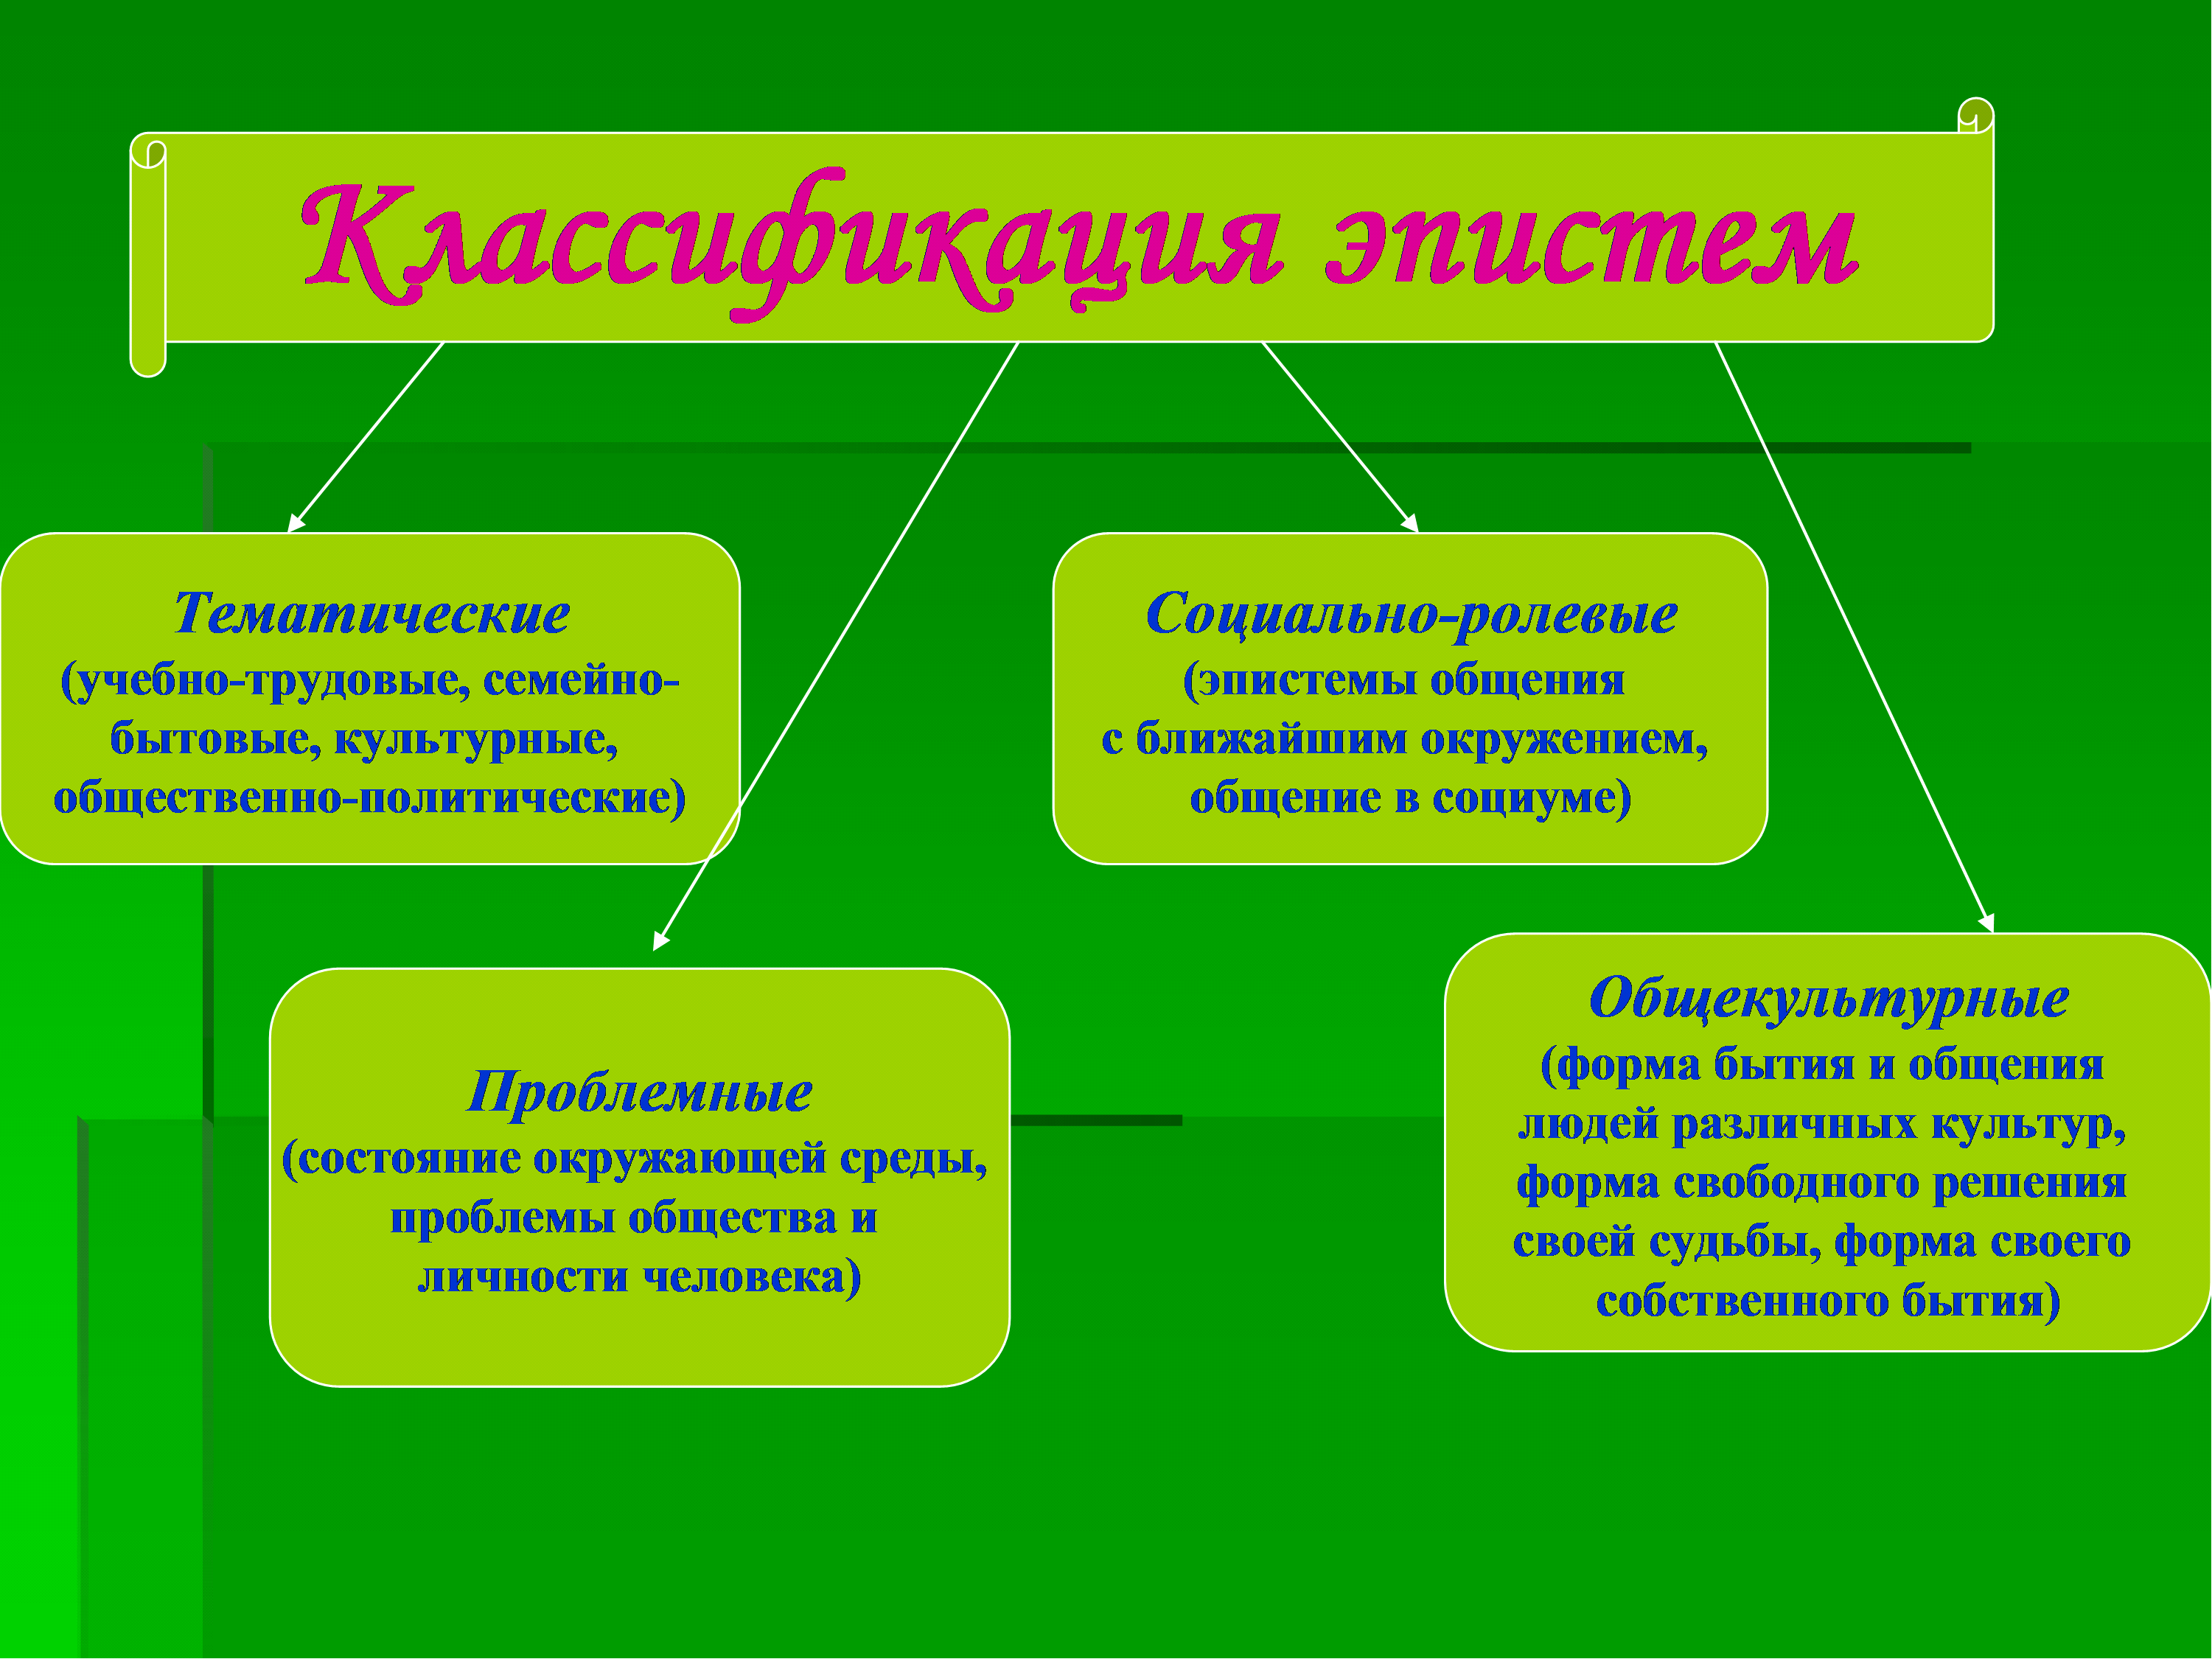 Классификация эпистем
Тематические
(учебно-трудовые, семейно-
бытовые, культурные,
общественно-политические)
Социально-ролевые
(эпистемы общения
с ближайшим окружением,
общение в социуме)
Проблемные
(состояние окружающей среды,
проблемы общества и
личности человека)
Общекультурные
(форма бытия и общения
людей различных культур,
форма свободного решения
своей судьбы, форма своего
собственного бытия)